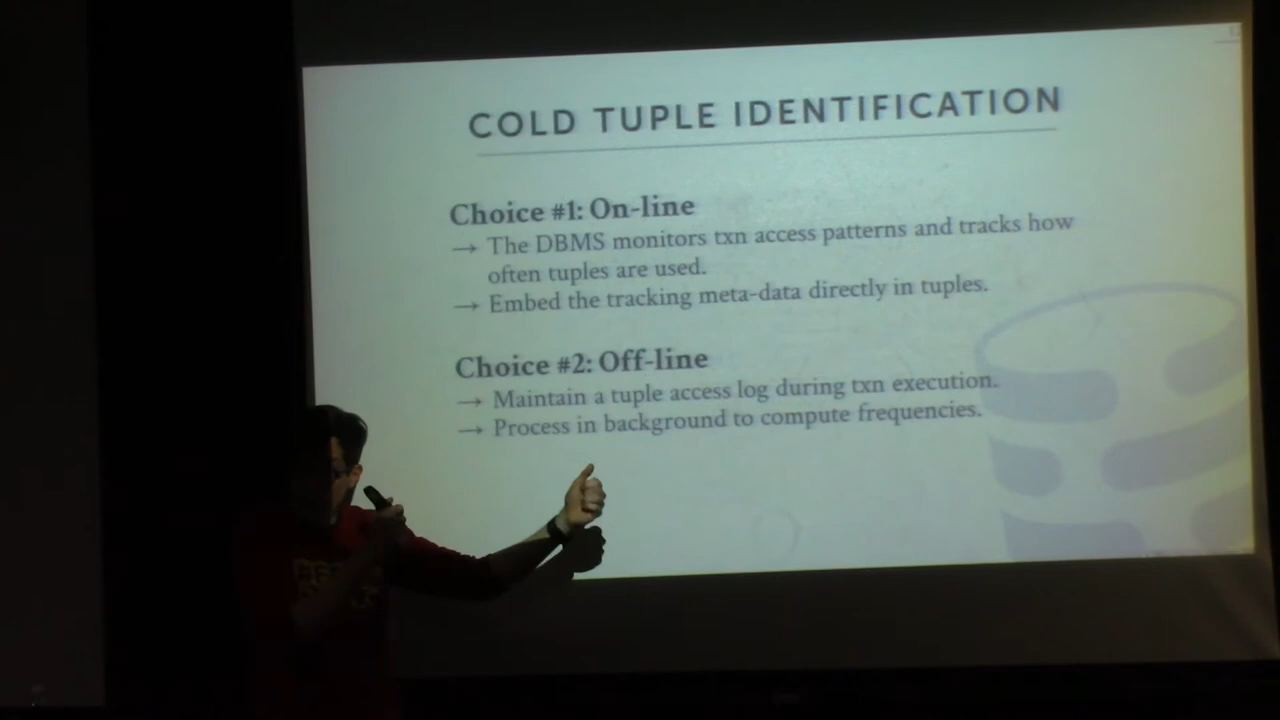 COLD TUPLE IDENTIFICATION
Choice #1: On-line
→ The DBMS monitors txn access patterns and tracks how
often tuples are used.
→ Embed the tracking meta-data directly in tuples.
Choice #2: Off-line
→ Maintain a tuple access log during txn execution.
→ Process in background to compute frequencies.